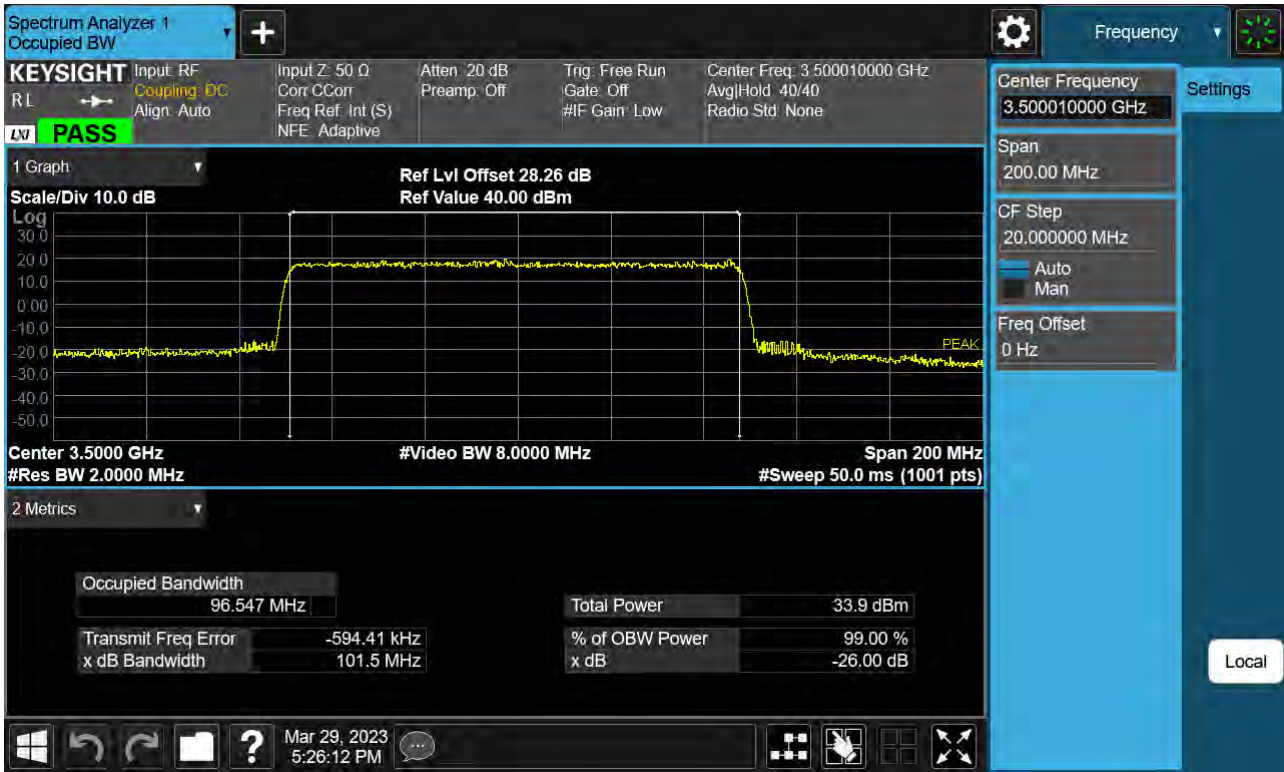 Spectrum Analyzer 1
Occupied BW
Frequency
KEYSIGHT
RL
LXI
PASS
Input: RF
Coupling: DC
Align: Auto
Input Z: 50 Ω
Corr CCorr
Freq Ref: Int (S)
NFE: Adaptive
Atten: 20 dB
Preamp: Off
Trig: Free Run
Gate: Off
#IF Gain: Low
Center Freq: 3.500010000 GHz
Avg|Hold: 40/40
Radio Std: None
Center Frequency
3.500010000 GHz
Settings
Span
200.00 MHz
CF Step
20.000000 MHz
Auto
Man
Freq Offset
0 Hz
Local
1 Graph
Scale/Div 10.0 dB
Ref Lvl Offset 28.26 dB
Ref Value 40.00 dBm
Log
30.0
20.0
10.0
0.00
-10.0
-20.0
-30.0
-40.0
-50.0
PEAK
Center 3.5000 GHz
#Video BW 8.0000 MHz
Span 200 MHz
#Res BW 2.0000 MHz
#Sweep 50.0 ms (1001 pts)
2 Metrics
Occupied Bandwidth
96.547 MHz
Total Power 33.9 dBm
Transmit Freq Error -594.41 kHz
% of OBW Power 99.00 %
x dB Bandwidth 101.5 MHz
x dB -26.00 dB
?
Mar 29, 2023
5:26:12 PM